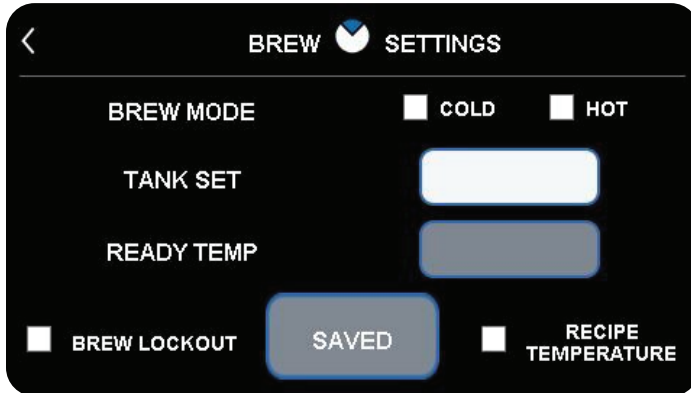 BREW SETTINGS
BREW MODE COLD HOT
TANK SET
READY TEMP
BREW LOCKOUT SAVED RECIPE
TEMPERATURE